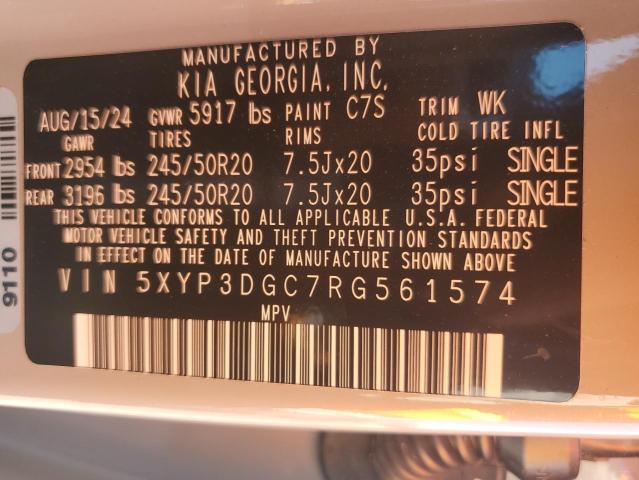 MANUFACTURED BY
KIA GEORGIA, INC.
AUG/15/24 GVWR 5917 lbs PAINT C7S TRIM WK
GAWR TIRES RIMS COLD TIRE INFL
FRONT 2954 lbs 245/50R20 7.5Jx20 35psi SINGLE
REAR 3196 lbs 245/50R20 7.5Jx20 35psi SINGLE
THIS VEHICLE CONFORMS TO ALL APPLICABLE U.S.A. FEDERAL
MOTOR VEHICLE SAFETY AND THEFT PREVENTION STANDARDS
IN EFFECT ON THE DATE OF MANUFACTURE SHOWN ABOVE
VIN 5XYP3DGC7RG561574
MPV
9110